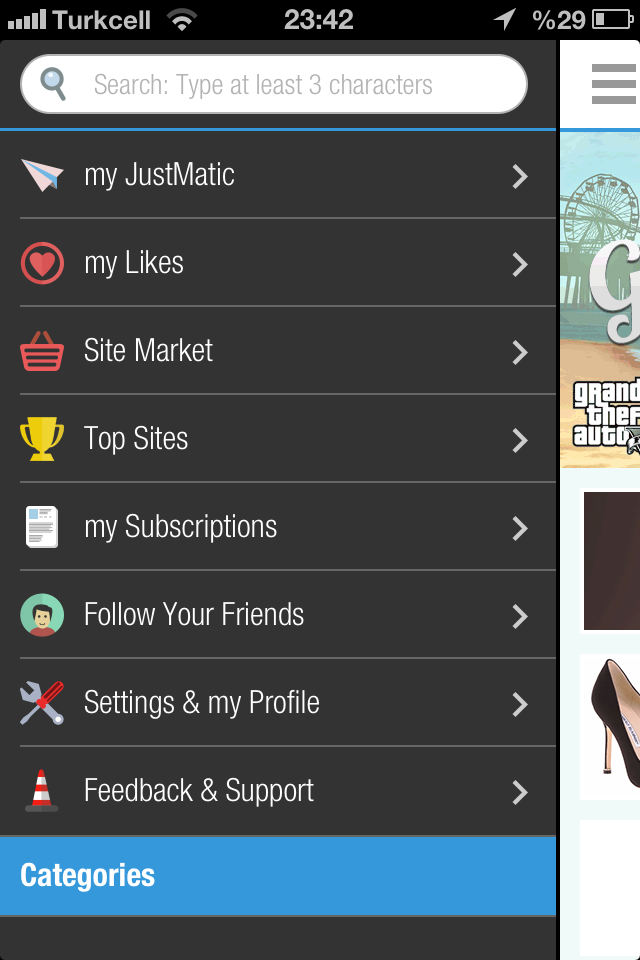 Turkcell 23:42 %29
Search: Type at least 3 characters
my JustMatic
my Likes
Site Market
Top Sites
my Subscriptions
Follow Your Friends
Settings & my Profile
Feedback & Support
Categories
G
grand
theft
auto